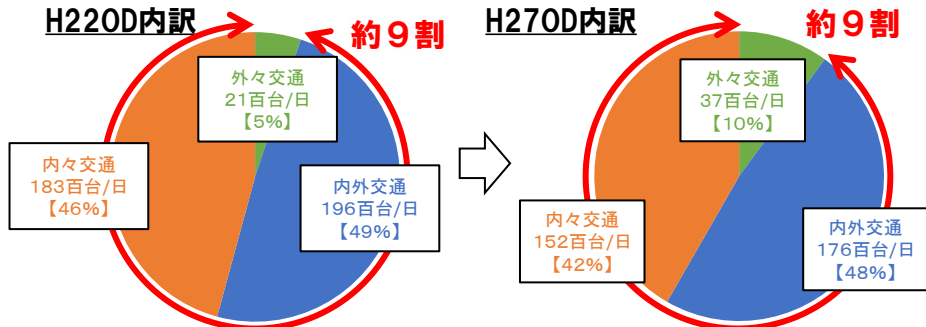 H22OD内訳
約9割
外々交通
21百台/日
【5%】
内々交通
183百台/日
【46%】
内外交通
196百台/日
【49%】
H27OD内訳
約9割
外々交通
37百台/日
【10%】
内々交通
152百台/日
【42%】
内外交通
176百台/日
【48%】